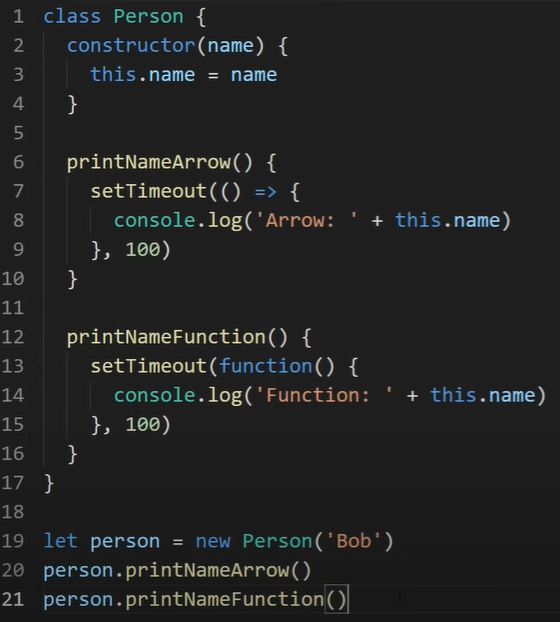 1 class Person {
2   constructor(name) {
3     this.name = name
4   }
5
6   printNameArrow() {
7     setTimeout(() => {
8       console.log('Arrow: ' + this.name)
9     }, 100)
10   }
11
12   printNameFunction() {
13     setTimeout(function() {
14       console.log('Function: ' + this.name)
15     }, 100)
16   }
17 }
18
19 let person = new Person('Bob')
20 person.printNameArrow()
21 person.printNameFunction()